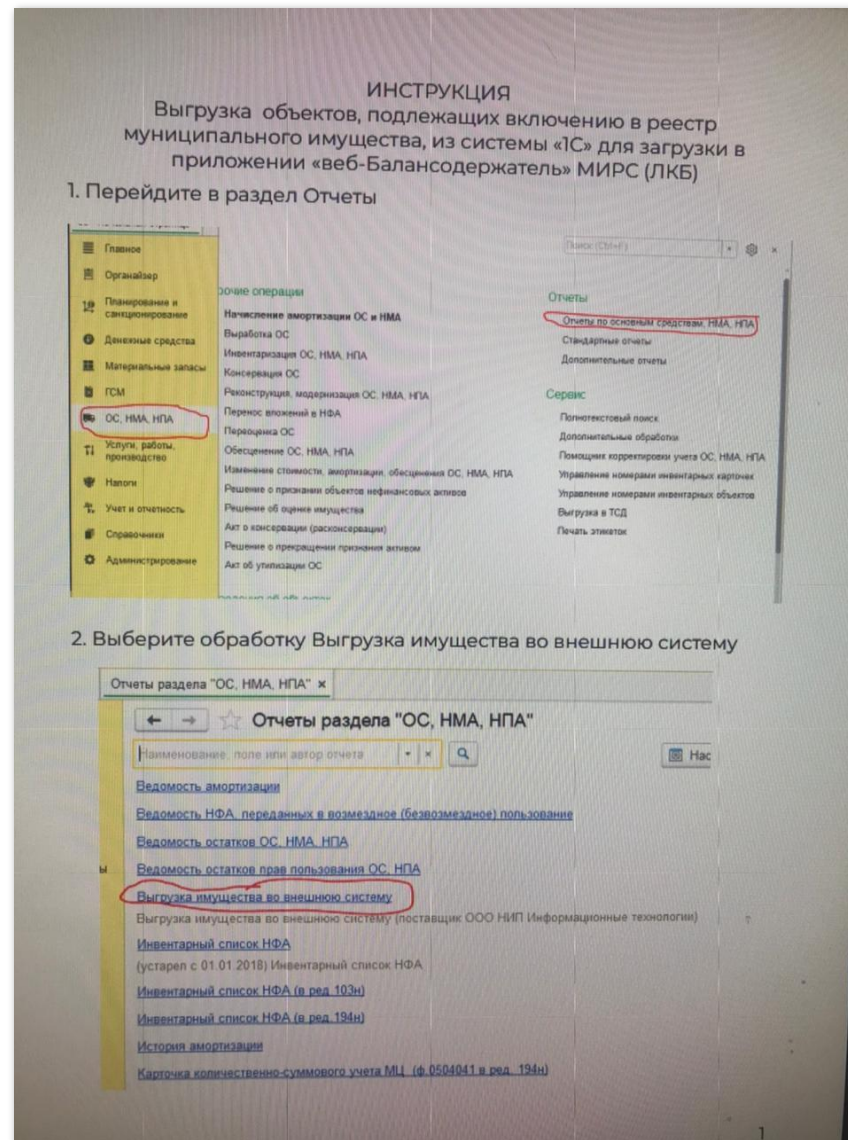 ИНСТРУКЦИЯ
Выгрузка объектов, подлежащих включению в реестр
муниципального имущества, из системы «1С» для загрузки в
приложении «веб-Балансодержатель» МИРС (ЛКБ)
1. Перейдите в раздел Отчеты
Поиск (Ctrl+F)
Главное
Органайзер
Планирование и
санкционирование
Денежные средства
Материальные запасы
ГСМ
ОС, НМА, НПА
Услуги, работы,
производство
Налоги
Учет и отчетность
Справочники
Администрирование
рочие операции
Начисление амортизации ОС и НМА
Выработка ОС
Инвентаризация ОС, НМА, НПА
Консервация ОС
Реконструкция, модернизация ОС, НМА, НПА
Перенос вложений в НФА
Переоценка ОС
Обесценение ОС, НМА, НПА
Изменение стоимости, амортизации, обесценения ОС, НМА, НПА
Решение о признании объектов нефинансовых активов
Решение об оценке имущества
Акт о консервации (расконсервации)
Решение о прекращении признания активом
Акт об утилизации ОС
Отчеты
Отчеты по основным средствам, НМА, НПА
Стандартные отчеты
Дополнительные отчеты
Сервис
Полнотекстовый поиск
Дополнительные обработки
Помощник корректировки учета ОС, НМА, НПА
Управление номерами инвентарных карточек
Управление номерами инвентарных объектов
Выгрузка в ТСД
Печать этикеток
2. Выберите обработку Выгрузка имущества во внешнюю систему
Отчеты раздела "ОС, НМА, НПА" ×
Отчеты раздела "ОС, НМА, НПА"
Наименование, поле или автор отчета
Нас
Ведомость амортизации
Ведомость НФА, переданных в возмездное (безвозмездное) пользование
Ведомость остатков ОС, НМА, НПА
Ведомость остатков прав пользования ОС, НПА
ы
Выгрузка имущества во внешнюю систему
Выгрузка имущества во внешнюю систему (поставщик ООО НИП Информационные технологии)
Инвентарный список НФА
(устарел с 01.01.2018) Инвентарный список НФА
Инвентарный список НФА (в ред. 103н)
Инвентарный список НФА (в ред. 194н)
История амортизации
Карточка количественно-суммового учета МЦ (ф.0504041 в ред. 194н)
1